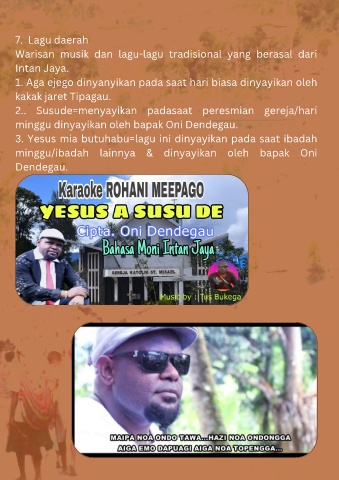 7. Lagu daerah
Warisan musik dan lagu-lagu tradisional yang berasal dari
Intan Jaya.
1. Aga ejego dinyanyikan pada saat hari biasa dinyayikan oleh
kakak jaret Tipagau.
2.. Susude=menyayikan padasaat peresmian gereja/hari
minggu dinyayikan oleh bapak Oni Dendegau.
3. Yesus mia butuhabu=lagu ini dinyayikan pada saat ibadah
minggu/ibadah lainnya & dinyayikan oleh bapak Oni
Dendegau.
Karaoke ROHANI MEEPAGO
YESUS A SUSU DE
Cipta. Oni Dendegau
Bahasa Moni Intan Jaya
GEREJA KATOLIK ST. MIKAEL
Music by : Tus Bukega
MAIPA NOA ONDO TAWA...HAZI NOA ONDONGGA
AIGA EMO DAPUAGI AIGA NOA TOPENGGA...